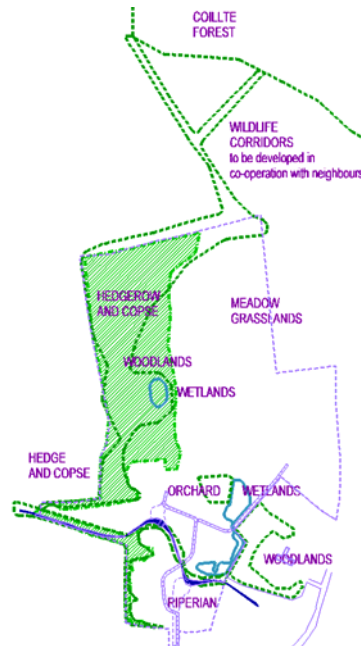 COILLTE
FOREST
WILDLIFE
CORRIDORS
to be developed in
co-operation with neighbours
HEDGEROW
AND COPSE
MEADOW
GRASSLANDS
WOODLANDS
WETLANDS
HEDGE
AND COPSE
ORCHARD
WETLANDS
WOODLANDS
RIPERIAN